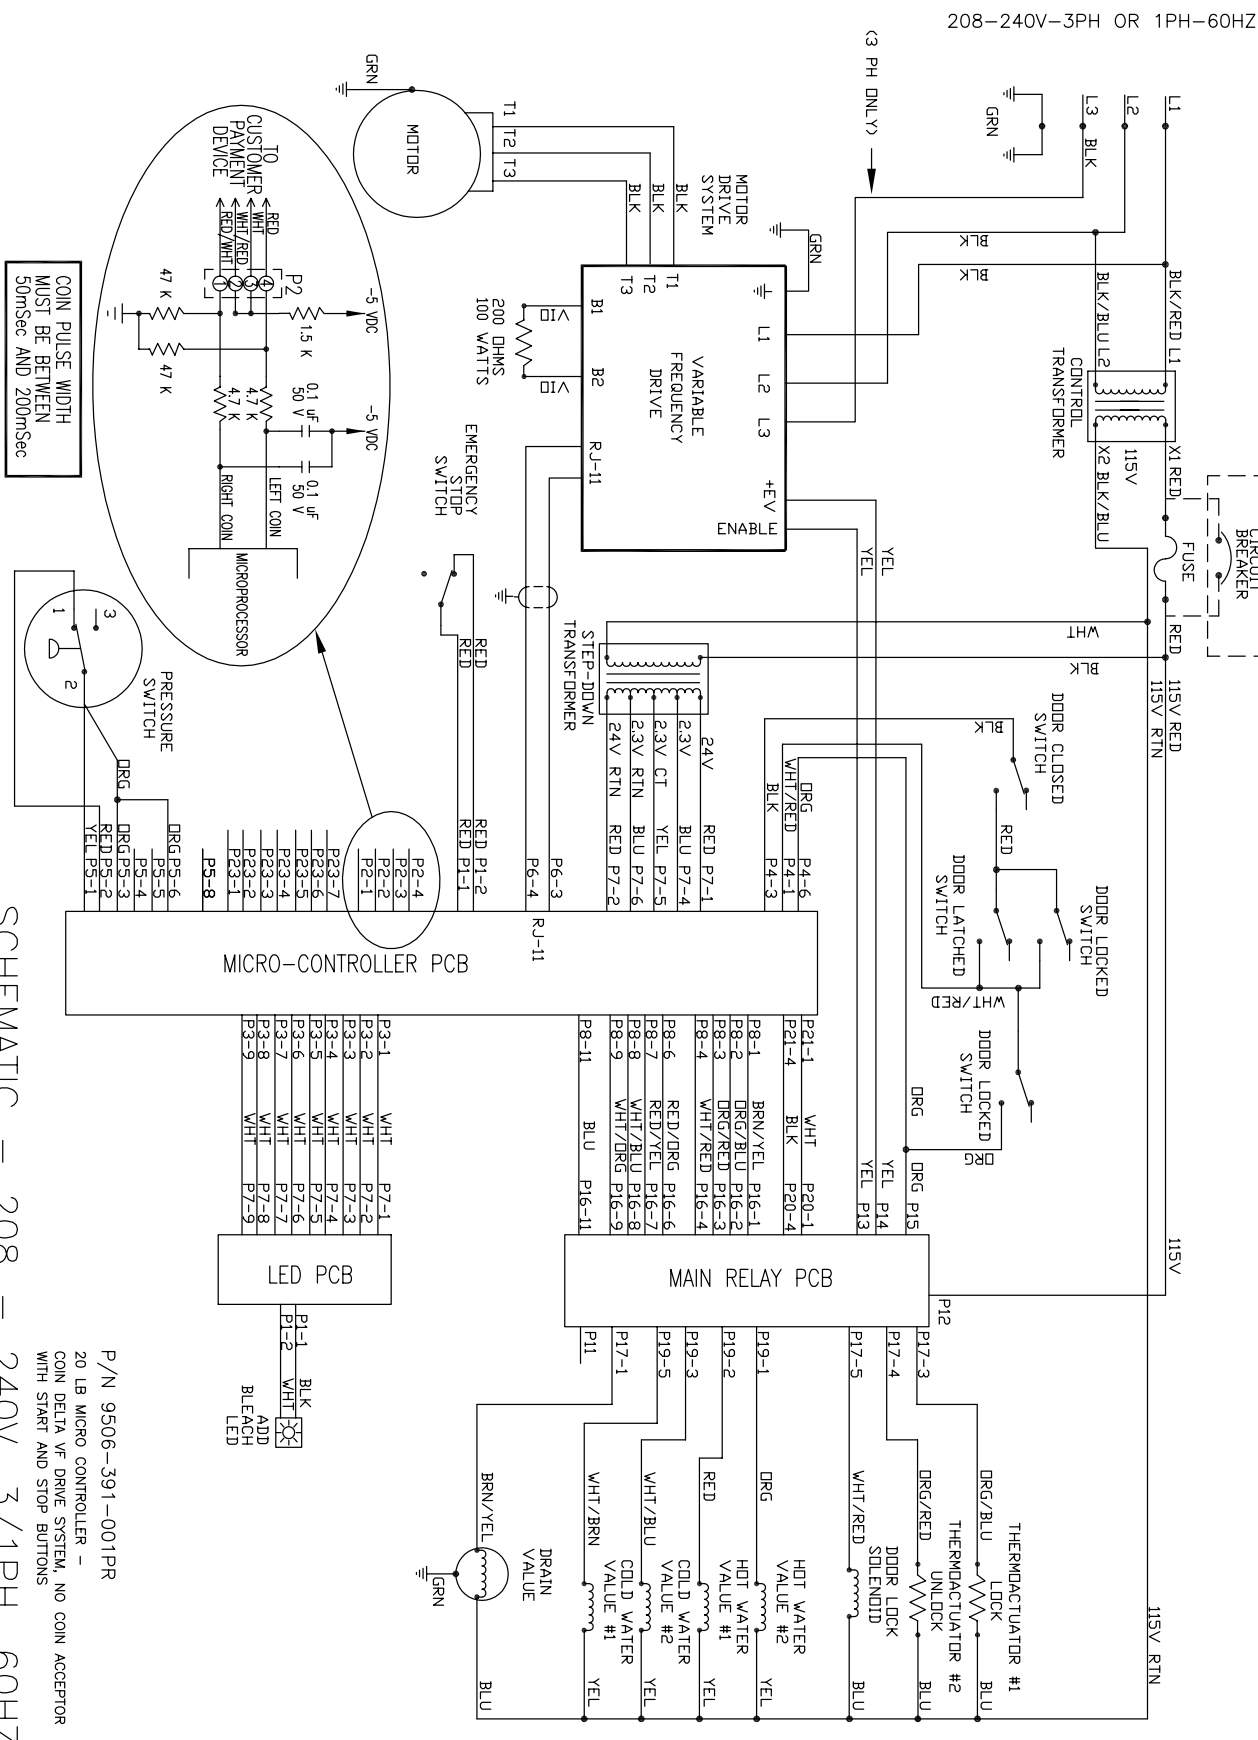 208-240V-3PH OR 1PH-60HZ
(3 PH ONLY)
L1
L2
L3
BLK
GRN
GRN
MOTOR
T1
T2
T3
BLK
BLK
BLK
MOTOR
DRIVE
SYSTEM
GRN
BLK
BLK
BLK/RED L1
BLK/BLU L2
CONTROL
TRANSFORMER
X1 RED
115V
X2 BLK/BLU
CIRCUIT
BREAKER
FUSE
RED
WHT
BLK
115V RED
115V RTN
T1
T2
T3
L1
L2
L3
+EV
ENABLE
B1
B2
RJ-11
VARIABLE
FREQUENCY
DRIVE
VIO
VIO
200 OHMS
100 WATTS
YEL
YEL
TO
CUSTOMER
PAYMENT
DEVICE
RED
WHT
WHT/RED
RED/WHT
4
3
2
1
P2
-5 VDC
1.5 K
47 K
47 K
4.7 K
4.7 K
0.1 uF
50 V
-5 VDC
0.1 uF
50 V
LEFT COIN
RIGHT COIN
MICROPROCESSOR
COIN PULSE WIDTH
MUST BE BETWEEN
50mSec AND 200mSec
EMERGENCY
STOP
SWITCH
RED
RED
STEP-DOWN
TRANSFORMER
24V
2.3V
2.3V CT
2.3V RTN
24V RTN
RED P7-1
BLU P7-4
YEL P7-5
BLU P7-6
RED P7-2
PRESSURE
SWITCH
1
3
2
ORG
ORG P5-6
P5-5
P5-4
ORG P5-3
RED P5-2
YEL P5-1
P5-8
P23-1
P23-2
P23-3
P23-4
P23-5
P23-6
P23-7
P2-1
P2-2
P2-3
P2-4
RED P1-2
RED P1-1
P6-4
P6-3
RJ-11
ORG
WHT/RED
BLK
P4-6
P4-1
P4-3
BLK
DOOR CLOSED
SWITCH
RED
DOOR LATCHED
SWITCH
DOOR LOCKED
SWITCH
WHT/RED
DOOR LOCKED
SWITCH
ORG
ORG
MICRO-CONTROLLER PCB
P3-9 WHT P7-9
P3-8 WHT P7-8
P3-7 WHT P7-7
P3-6 WHT P7-6
P3-5 WHT P7-5
P3-4 WHT P7-4
P3-3 WHT P7-3
P3-2 WHT P7-2
P3-1 WHT P7-1
P8-11 BLU P16-11
P8-9 WHT/ORG P16-9
P8-8 WHT/BLU P16-8
P8-7 RED/YEL P16-7
P8-6 RED/ORG P16-6
P8-4 WHT/RED P16-4
P8-3 ORG/RED P16-3
P8-2 ORG/BLU P16-2
P8-1 BRN/YEL P16-1
P21-4 BLK P20-4
P21-1 WHT P20-1
YEL P13
YEL P14
ORG P15
115V
LED PCB
P1-1 BLK
P1-2 WHT
ADD
BLEACH
LED
MAIN RELAY PCB
P12
P11
P17-1
P19-5
P19-3
P19-2
P19-1
P17-5
P17-4
P17-3
BRN/YEL
DRAIN
VALUE
GRN
BLU
WHT/BRN
COLD WATER
VALUE #1
YEL
WHT/BLU
COLD WATER
VALUE #2
YEL
RED
HOT WATER
VALUE #1
YEL
ORG
HOT WATER
VALUE #2
YEL
WHT/RED
DOOR LOCK
SOLENOID
BLU
ORG/RED
THERMOACTUATOR #2
UNLOCK
BLU
ORG/BLU
THERMOACTUATOR #1
LOCK
BLU
115V RTN
P/N 9506-391-001PR
20 LB MICRO CONTROLLER -
COIN DELTA VF DRIVE SYSTEM, NO COIN ACCEPTOR
WITH START AND STOP BUTTONS
SCHEMATIC - 208 - 240V 3/1PH 60HZ